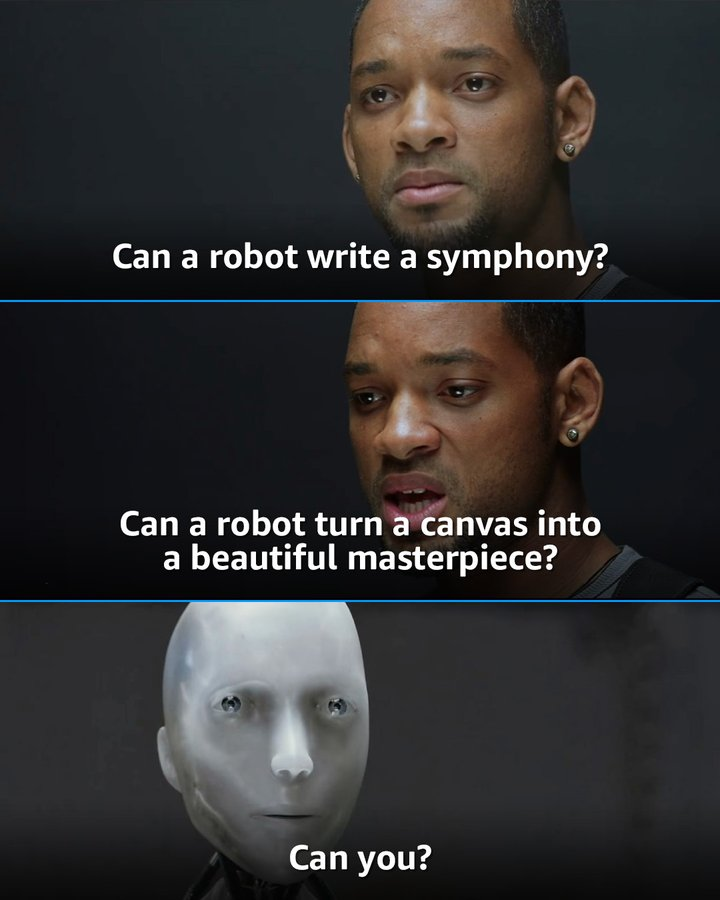 Can a robot write a symphony?
Can a robot turn a canvas into
a beautiful masterpiece?
Can you?